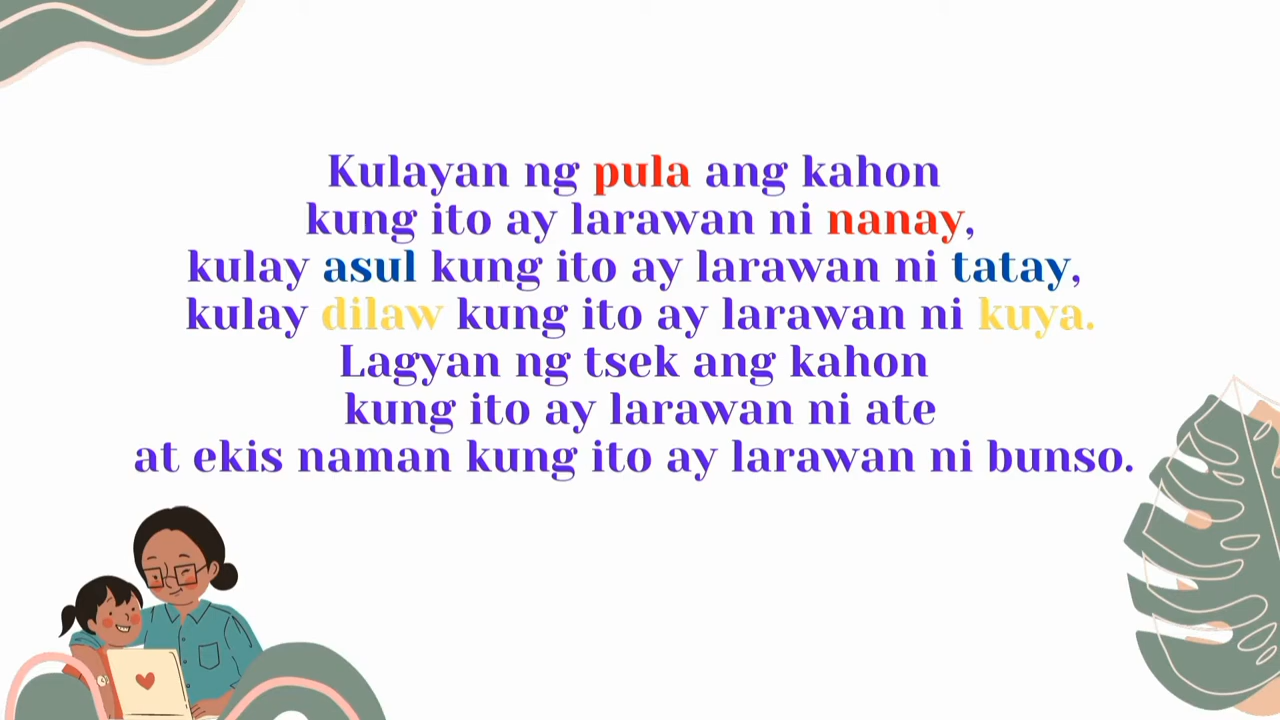 Kulayan ng pula ang kahon
kung ito ay larawan ni nanay,
kulay asul kung ito ay larawan ni tatay,
kulay dilaw kung ito ay larawan ni kuya.
Lagyan ng tsek ang kahon
kung ito ay larawan ni ate
at ekis naman kung ito ay larawan ni bunso.